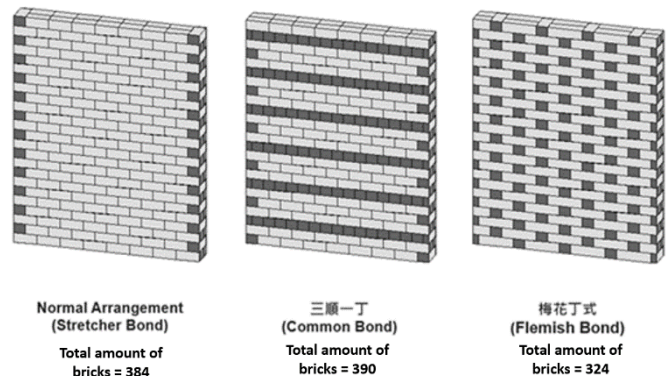 Normal Arrangement
(Stretcher Bond)
Total amount of
bricks = 384
三順一丁
(Common Bond)
Total amount of
bricks = 390
梅花丁式
(Flemish Bond)
Total amount of
bricks = 324